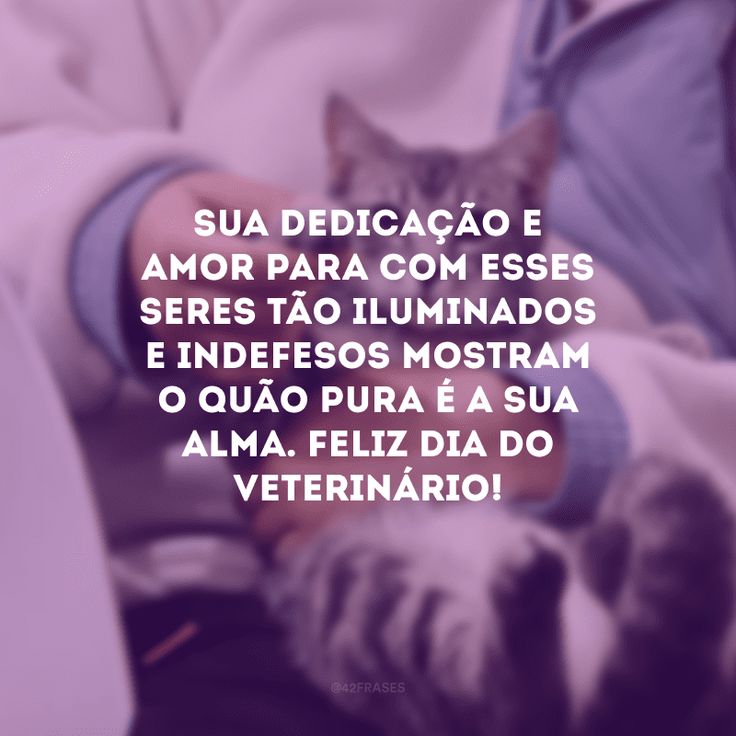 SUA DEDICAÇÃO E
AMOR PARA COM ESSES
SERES TÃO ILUMINADOS
E INDEFESOS MOSTRAM
O QUÃO PURA É A SUA
ALMA. FELIZ DIA DO
VETERINÁRIO!
@42FRASES